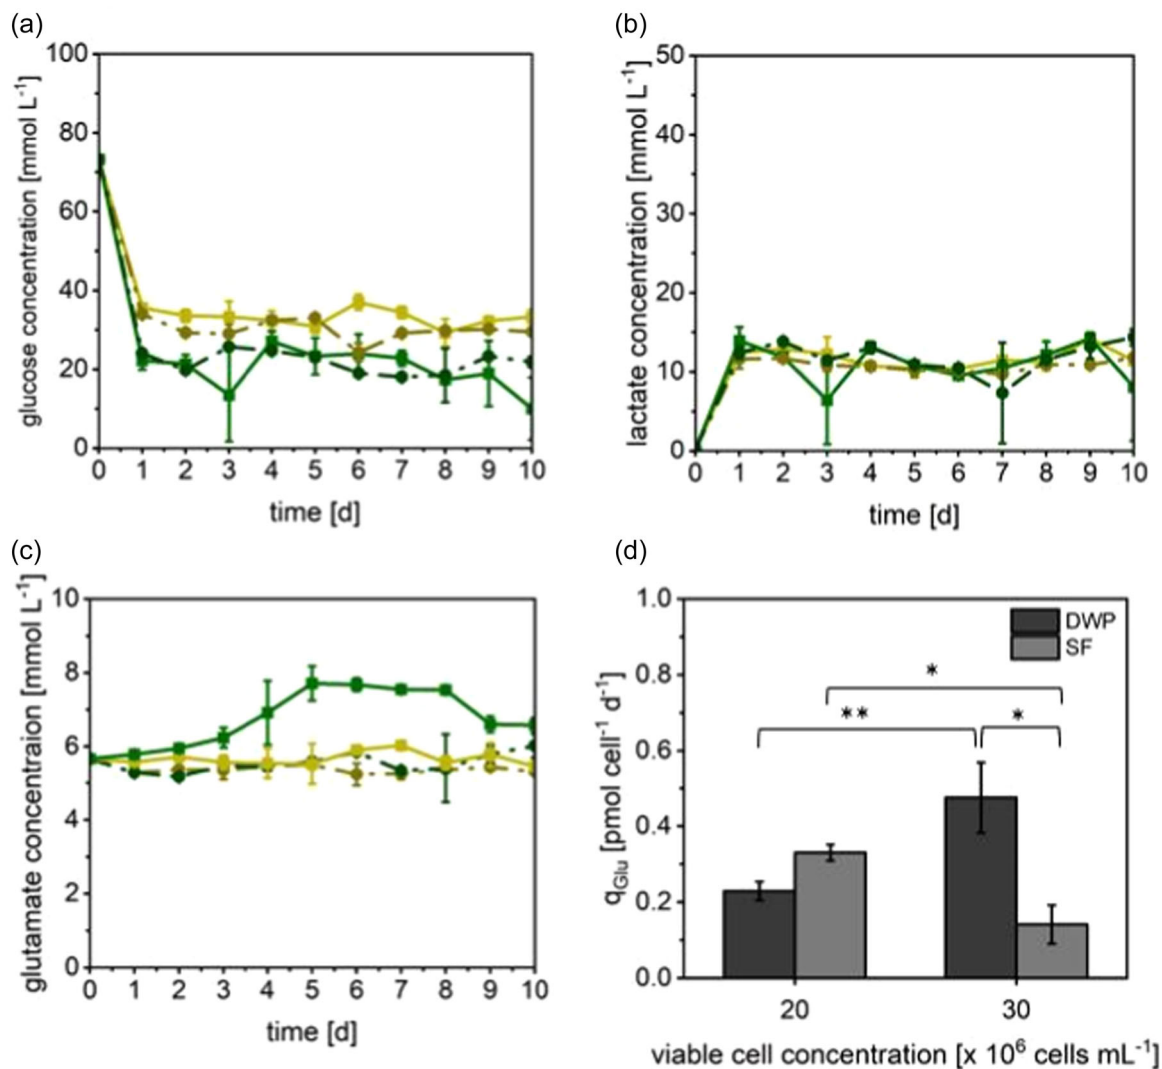 (a)
glucose concentration [mmol L⁻¹]
100
80
60
40
20
0
0 1 2 3 4 5 6 7 8 9 10
time [d]
(b)
lactate concentration [mmol L⁻¹]
50
40
30
20
10
0
0 1 2 3 4 5 6 7 8 9 10
time [d]
(c)
glutamate concentraion [mmol L⁻¹]
10
8
6
4
2
0
0 1 2 3 4 5 6 7 8 9 10
time [d]
(d)
qGlu [pmol cell⁻¹ d⁻¹]
1.0
0.8
0.6
0.4
0.2
0.0
DWP
SF
*
**
*
20 30
viable cell concentration [x 10⁶ cells mL⁻¹]